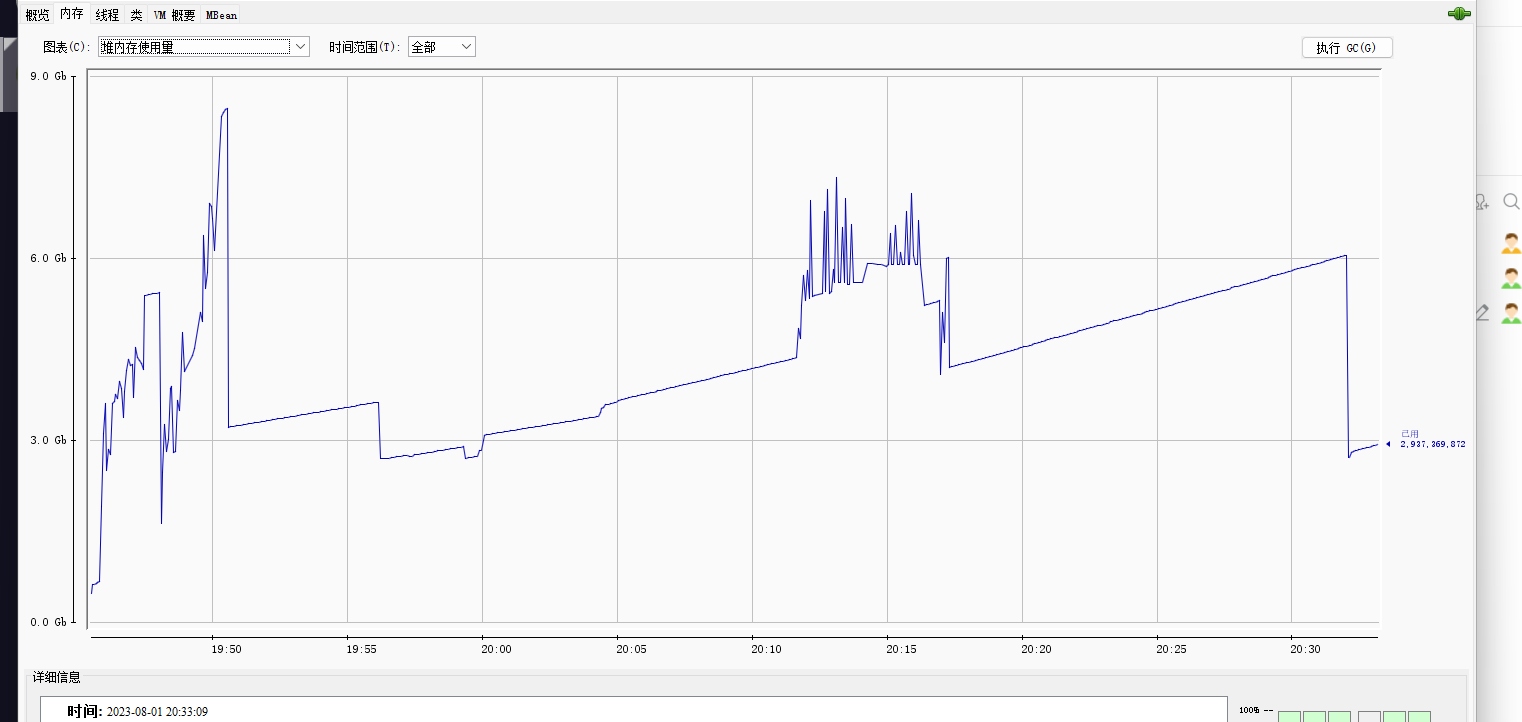 概览 内存 线程 类 VM 概要 MBean
图表(C): 堆内存使用量 时间范围(T): 全部 执行 GC(G)
9.0 Gb
6.0 Gb
3.0 Gb
0.0 Gb
已用
2,937,369,872
19:50 19:55 20:00 20:05 20:10 20:15 20:20 20:25 20:30
详细信息
时间: 2023-08-01 20:33:09
100% --